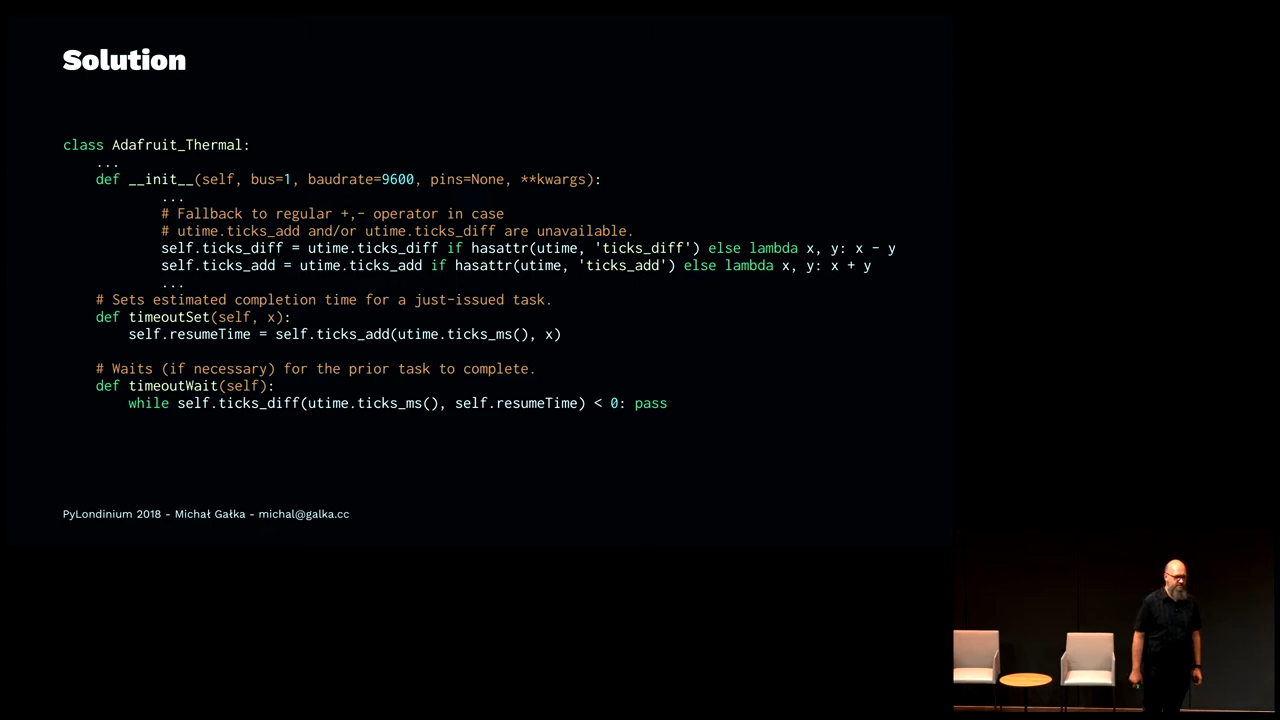 Solution
class Adafruit_Thermal:
...
def __init__(self, bus=1, baudrate=9600, pins=None, **kwargs):
...
# Fallback to regular +,- operator in case
# utime.ticks_add and/or utime.ticks_diff are unavailable.
self.ticks_diff = utime.ticks_diff if hasattr(utime, 'ticks_diff') else lambda x, y: x - y
self.ticks_add = utime.ticks_add if hasattr(utime, 'ticks_add') else lambda x, y: x + y
...
# Sets estimated completion time for a just-issued task.
def timeoutSet(self, x):
self.resumeTime = self.ticks_add(utime.ticks_ms(), x)
# Waits (if necessary) for the prior task to complete.
def timeoutWait(self):
while self.ticks_diff(utime.ticks_ms(), self.resumeTime) < 0: pass
PyLondinium 2018 - Michał Gałka - michal@galka.cc